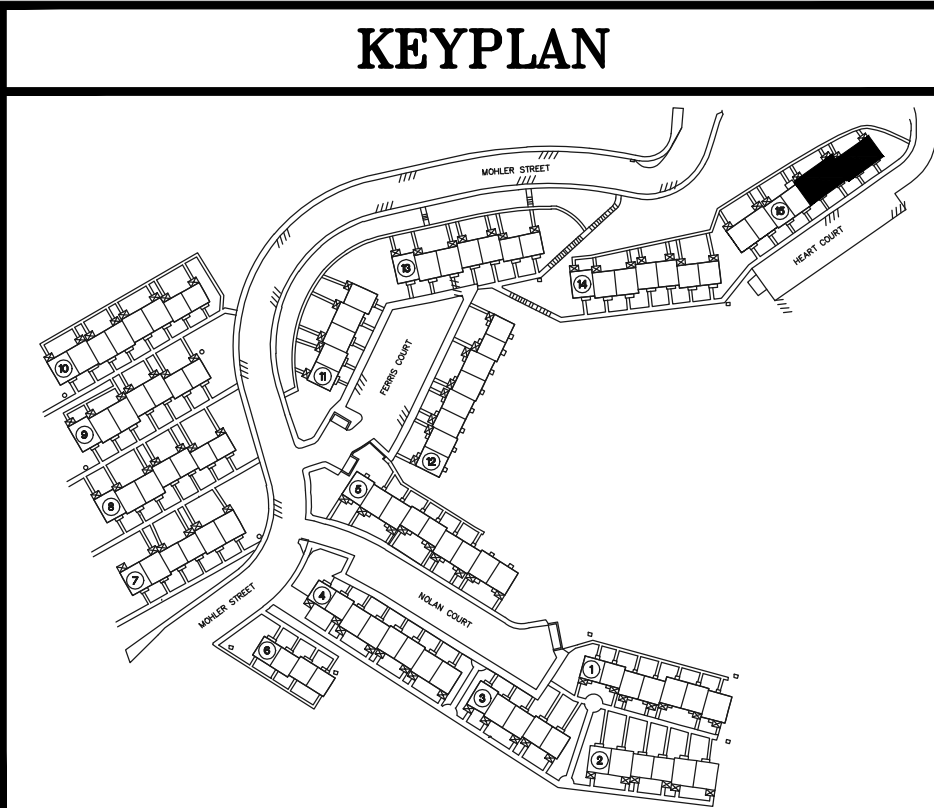 KEYPLAN
MOHLER STREET
15
HEART COURT
13
14
10
11
FERRIS COURT
9
12
5
8
7
MOHLER STREET
4
NOLAN COURT
6
1
3
2